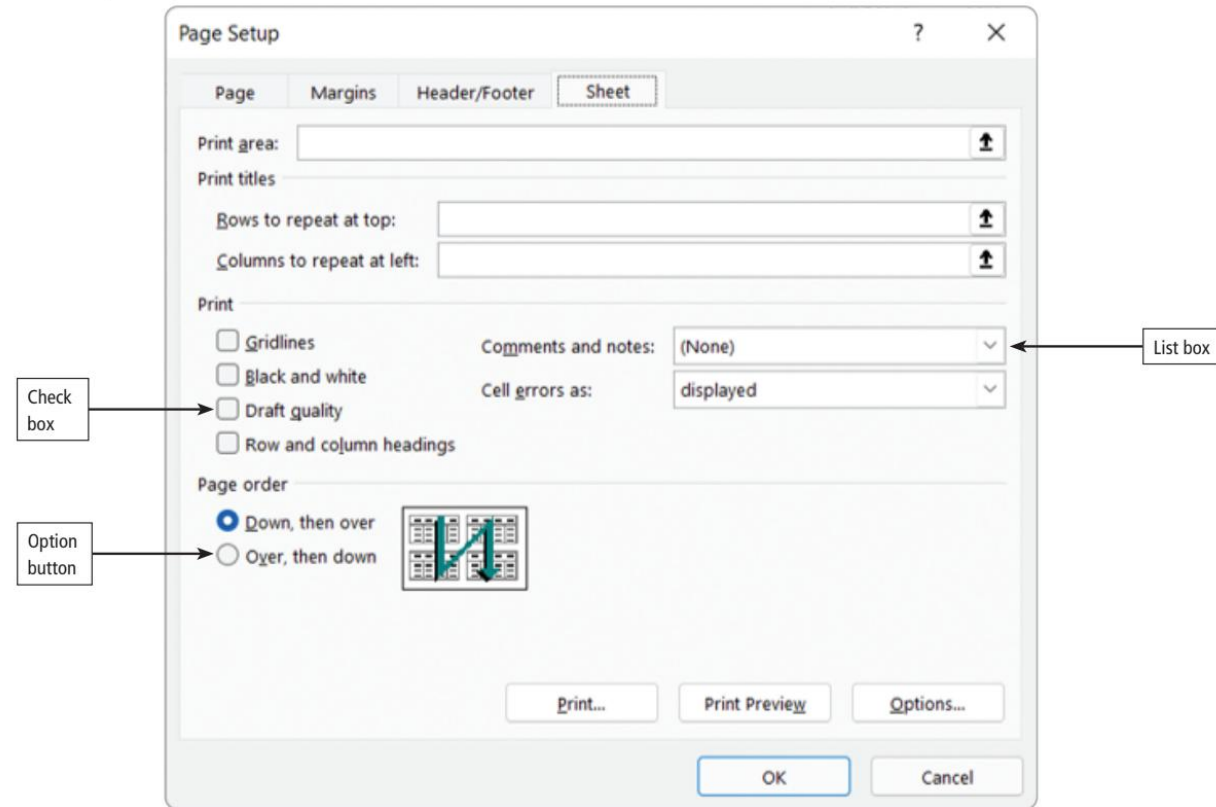 Page Setup ?
Page Margins Header/Footer Sheet
Print area:
Print titles
Rows to repeat at top:
Columns to repeat at left:
Print
Gridlines
Black and white
Draft quality
Row and column headings
Comments and notes: (None)
Cell errors as: displayed
List box
Check
box
Page order
Down, then over
Over, then down
Option
button
Print... Print Preview Options...
OK Cancel